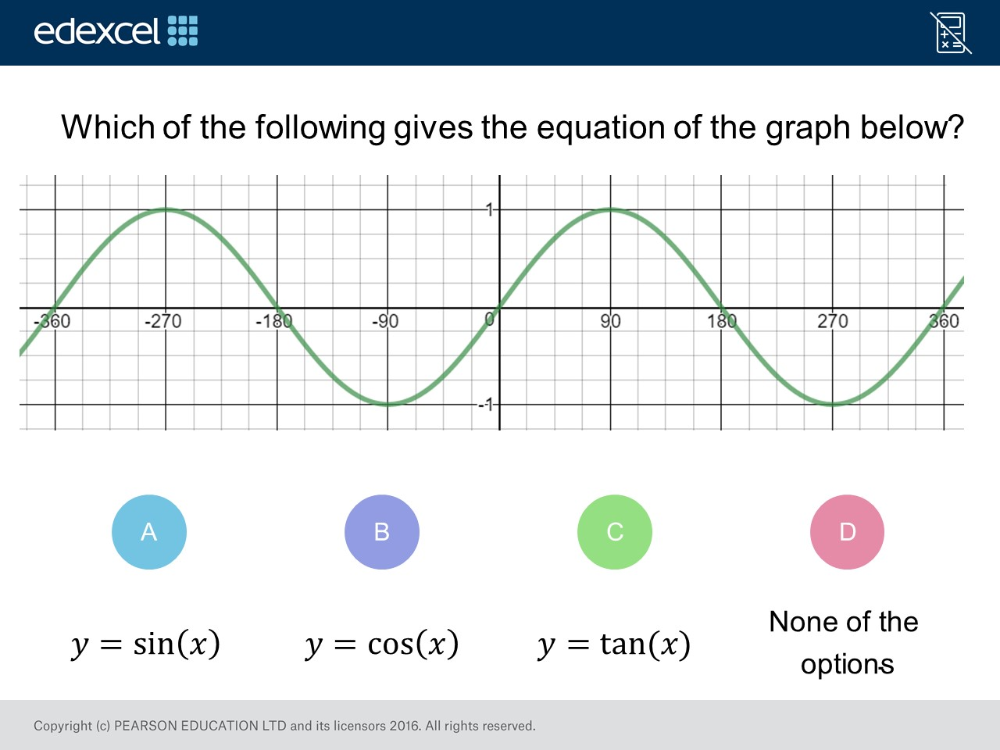 edexcel
Which of the following gives the equation of the graph below?
1
-360 -270 -180 -90 0 90 180 270 360
-1
A B C D
y = sin(x) y = cos(x) y = tan(x) None of the
options
Copyright (c) PEARSON EDUCATION LTD and its licensors 2016. All rights reserved.